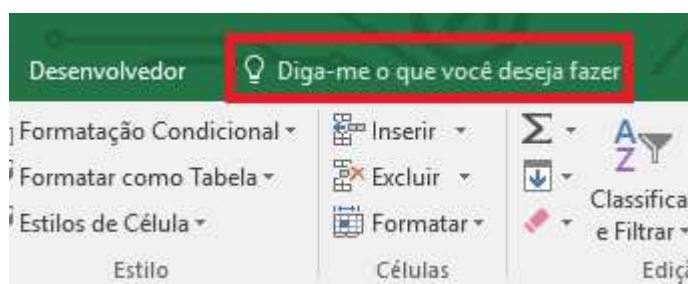 Desenvolvedor Diga-me o que você deseja fazer
Formatação Condicional
Formatar como Tabela
Estilos de Célula
Estilo
Inserir
Excluir
Formatar
Células
Σ
A
Z
Classifica
e Filtrar
Ediçã